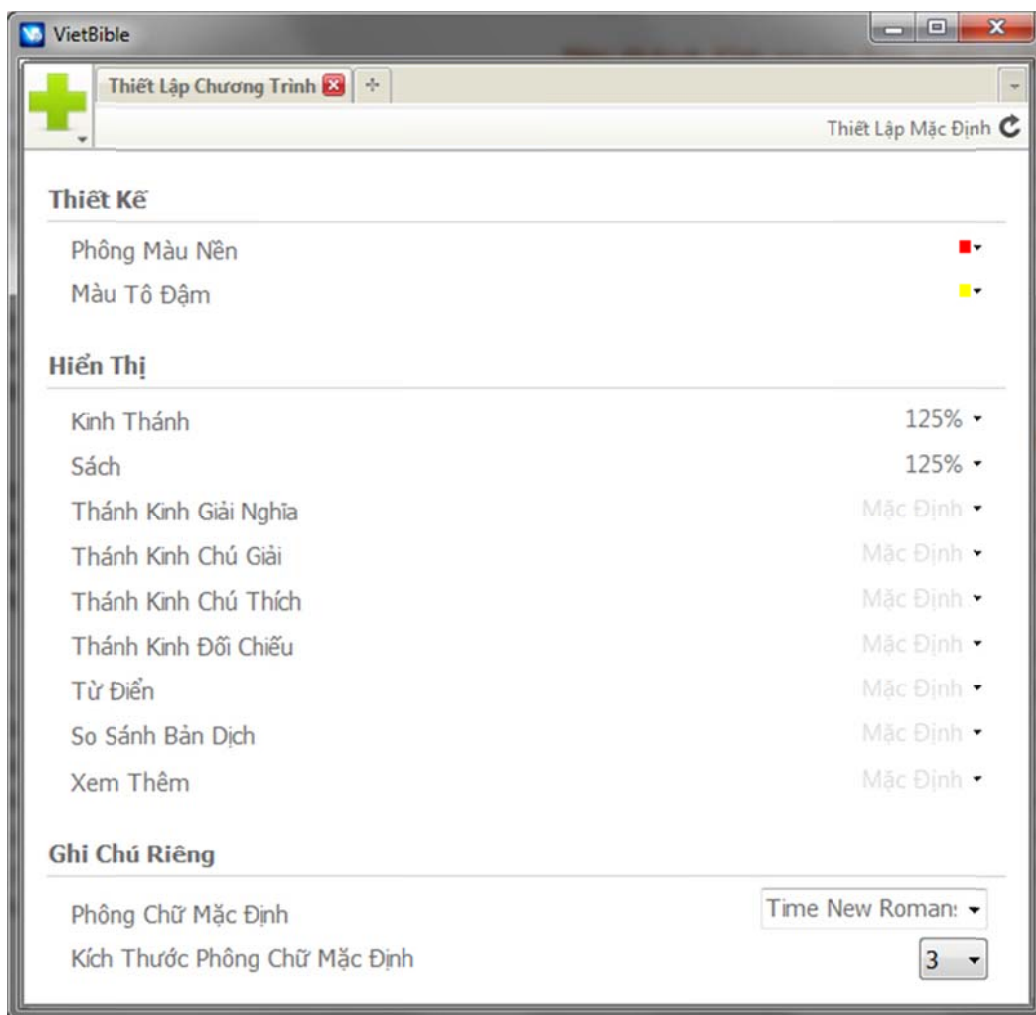 VietBible
Thiết Lập Chương Trình
Thiết Lập Mặc Định
Thiết Kế
Phông Màu Nền
Màu Tô Đậm
Hiển Thị
Kinh Thánh 125%
Sách 125%
Thánh Kinh Giải Nghĩa Mặc Định
Thánh Kinh Chú Giải Mặc Định
Thánh Kinh Chú Thích Mặc Định
Thánh Kinh Đối Chiếu Mặc Định
Từ Điển Mặc Định
So Sánh Bản Dịch Mặc Định
Xem Thêm Mặc Định
Ghi Chú Riêng
Phông Chữ Mặc Định Time New Roman
Kích Thước Phông Chữ Mặc Định 3